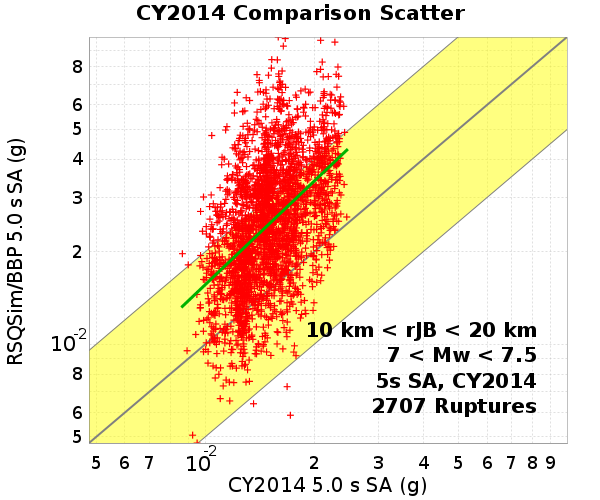 CY2014 Comparison Scatter
RSQSim/BBP 5.0 s SA (g)
8
6
5
4
3
2
10-2
8
6
5
10 km < rJB < 20 km
7 < Mw < 7.5
5s SA, CY2014
2707 Ruptures
5 6 7 10-2 2 3 4 5 6 7 8 9
CY2014 5.0 s SA (g)